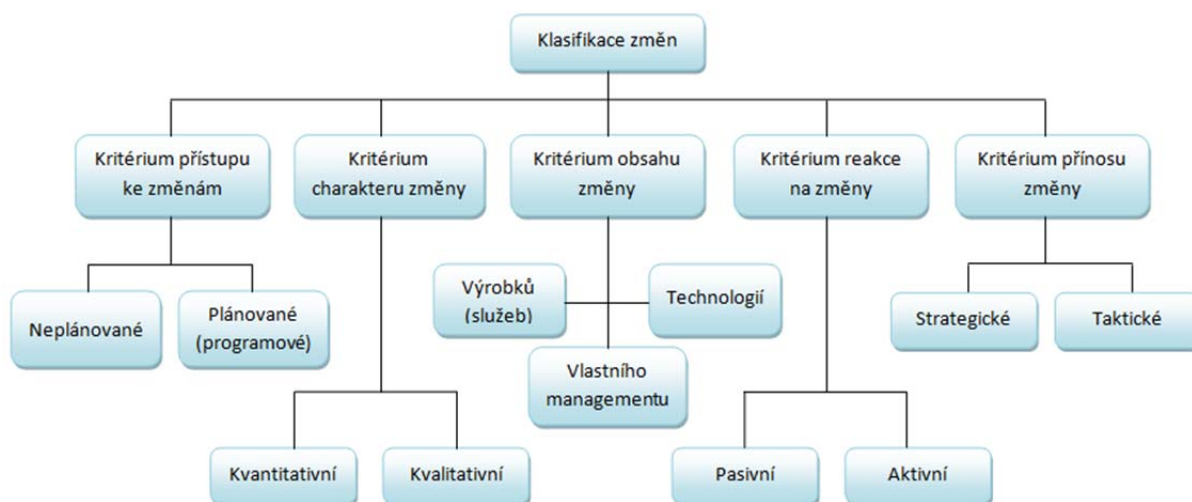 Klasifikace změn
Kritérium přístupu
ke změnám
Kritérium
charakteru změny
Kritérium obsahu
změny
Kritérium reakce
na změny
Kritérium přínosu
změny
Neplánované
Plánované
(programové)
Výrobků
(služeb)
Technologií
Vlastního
managementu
Strategické
Taktické
Kvantitativní
Kvalitativní
Pasivní
Aktivní